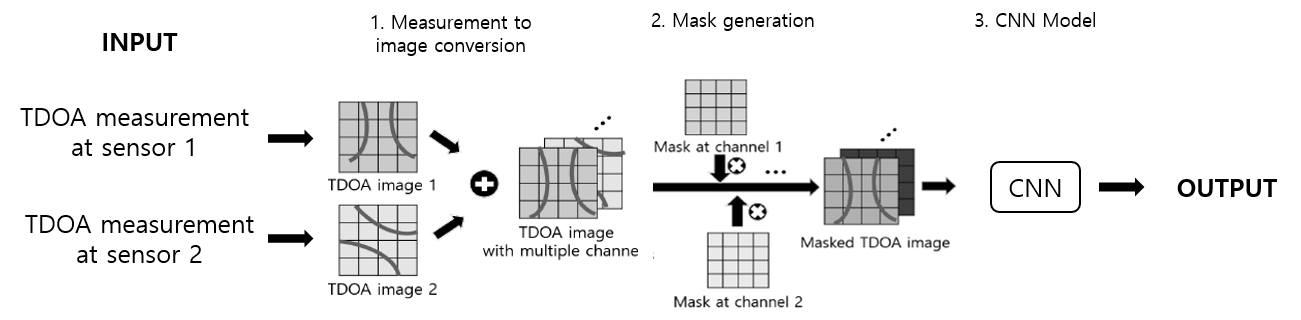 INPUT
1. Measurement to
image conversion
2. Mask generation
3. CNN Model
TDOA measurement
at sensor 1
TDOA image 1
TDOA measurement
at sensor 2
TDOA image 2
TDOA image
with multiple channe
Mask at channel 1
...
Mask at channel 2
Masked TDOA image
CNN
OUTPUT